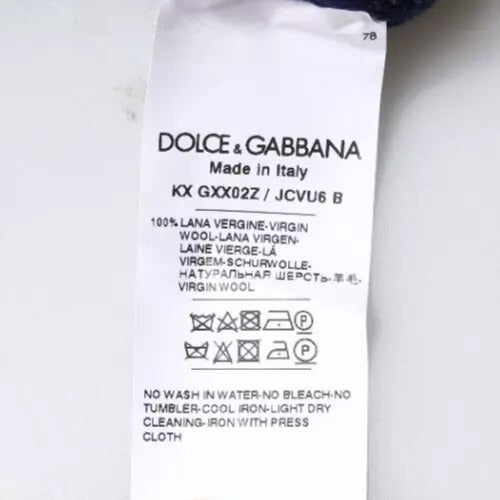 78
DOLCE & GABBANA
Made in Italy
KX GXX02Z / JCVU6 B
100% LANA VERGINE-VIRGIN
WOOL-LANA VIRGEN-
LAINE VIERGE-LÃ
VIRGEM-SCHURWOLLE-
НАТУРАЛЬНАЯ ШЕРСТЬ-羊毛-
VIRGIN WOOL
P
P
NO WASH IN WATER-NO BLEACH-NO
TUMBLER-COOL IRON-LIGHT DRY
CLEANING-IRON WITH PRESS
CLOTH